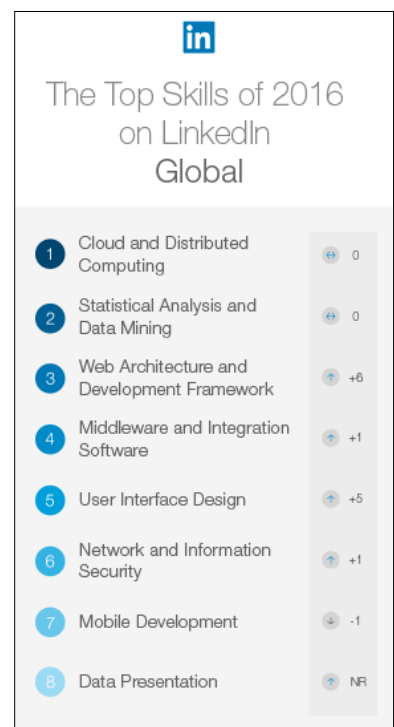 in
The Top Skills of 2016
on LinkedIn
Global
1 Cloud and Distributed
Computing
0
2 Statistical Analysis and
Data Mining
0
3 Web Architecture and
Development Framework
+6
4 Middleware and Integration
Software
+1
5 User Interface Design
+5
6 Network and Information
Security
+1
7 Mobile Development
-1
8 Data Presentation
NR